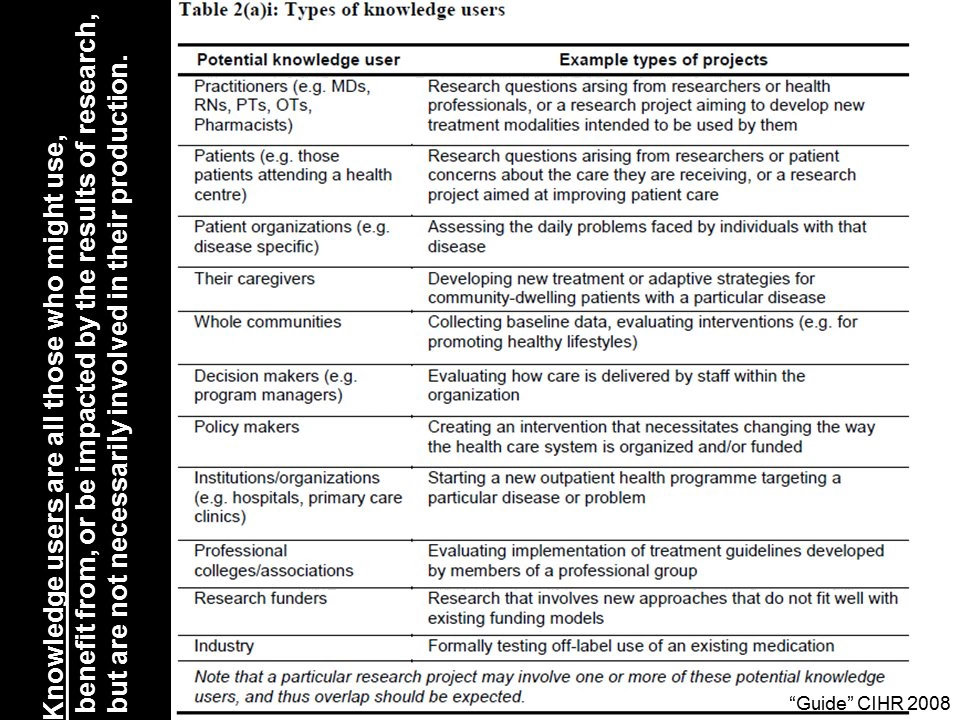 Knowledge users are all those who might use,
benefit from, or be impacted by the results of research,
but are not necessarily involved in their production.
Table 2(a)i: Types of knowledge users
Potential knowledge user Example types of projects
Practitioners (e.g. MDs, Research questions arsing from researchers or health
RNs, PTs, OTs, professionals, or a research project aiming to develop new
Pharmacists) treatment modalities intended to be used by them
Patients (e.g. those Research questions arising from researchers or patient
patients attending a health concerns about the care they are receiving, or a research
centre) project aimed at improving patient care
Patient organizations (e.g. Assessing the daily problems faced by individuals with that
disease specific) disease
Their caregivers Developing new treatment or adaptive strategies for
community-dwelling patients with a particular disease
Whole communities Collecting baseline data, evaluating interventions (e.g. for
promoting healthy lifestyles)
Decision makers (e.g. Evaluating how care is delivered by staff within the
program managers) organization
Policy makers Creating an intervention that necessitates changing the way
the health care system is organized and/or funded
Institutions/organizations Starting a new outpatient health programme targeting a
(e.g. hospitals, primary care particular disease or problem
clinics)
Professional Evaluating implementation of treatment guidelines developed
colleges/associations by members of a professional group
Research funders Research that involves new approaches that do not fit well with
existing funding models
Industry Formally testing off-label use of an existing medication
Note that a particular research project may involve one or more of these potential knowledge
users, and thus overlap should be expected.
“Guide” CIHR 2008